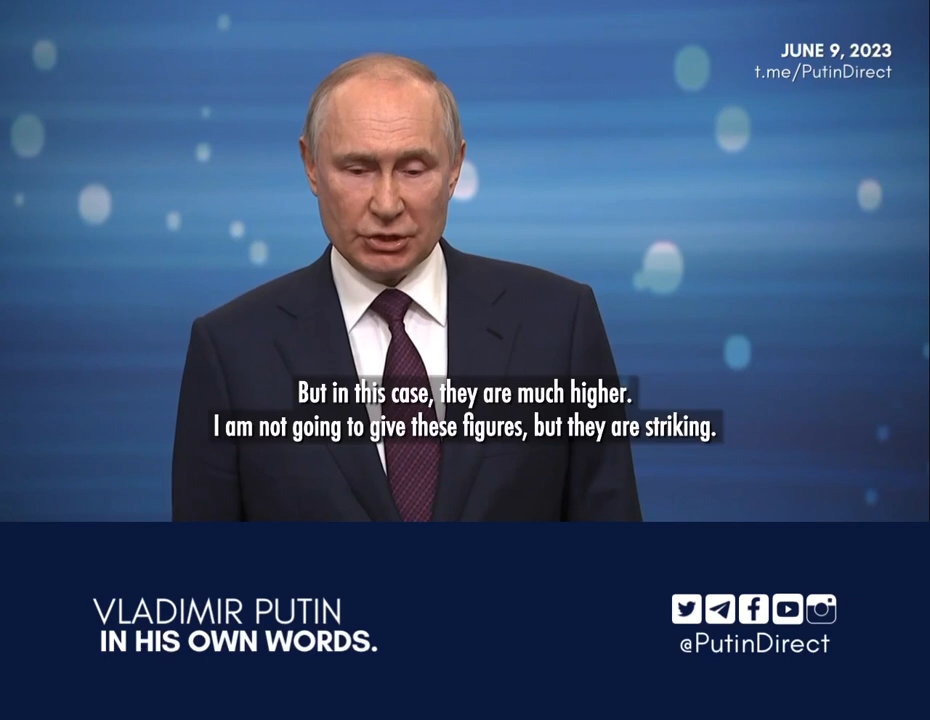 JUNE 9, 2023
t.me/PutinDirect
But in this case, they are much higher.
I am not going to give these figures, but they are striking.
VLADIMIR PUTIN
IN HIS OWN WORDS.
@PutinDirect